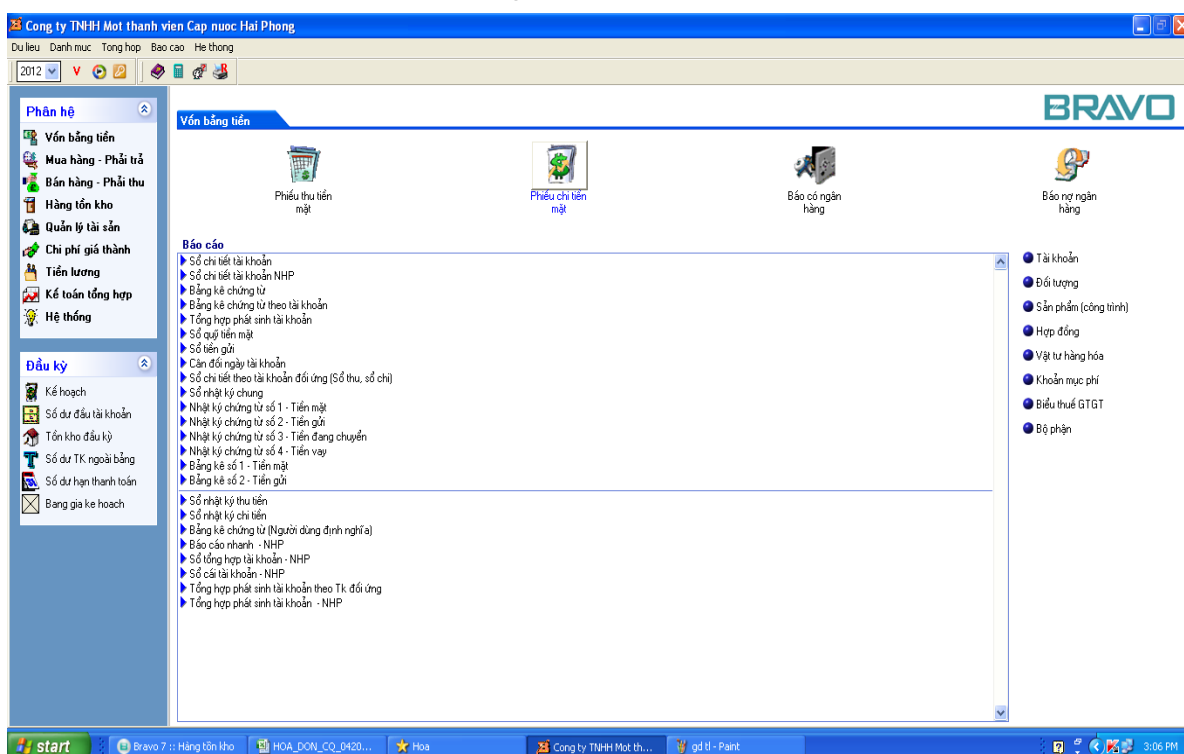 Cong ty TNHH Mot thanh vien Cap nuoc Hai Phong
Du lieu Danh muc Tong hop Bao cao He thong
2012 V
BRAVO
Phân hệ
Vốn bằng tiền
Mua hàng - Phải trả
Bán hàng - Phải thu
Hàng tồn kho
Quản lý tài sản
Chi phí giá thành
Tiền lương
Kế toán tổng hợp
Hệ thống
Đầu kỳ
Kế hoạch
Số dư đầu tài khoản
Tồn kho đầu kỳ
Số dư TK ngoài bảng
Số dư hạn thanh toán
Bang gia ke hoach
Vốn bằng tiền
Phiếu thu tiền
mặt
Phiếu chi tiền
mặt
Báo có ngân
hàng
Báo nợ ngân
hàng
Báo cáo
Sổ chi tiết tài khoản
Sổ chi tiết tài khoản NHP
Bảng kê chứng từ
Bảng kê chứng từ theo tài khoản
Tổng hợp phát sinh tài khoản
Sổ quỹ tiền mặt
Sổ tiền gửi
Cân đối ngày tài khoản
Sổ chi tiết theo tài khoản đối ứng (Sổ thu, sổ chi)
Sổ nhật ký chung
Nhật ký chứng từ số 1 - Tiền mặt
Nhật ký chứng từ số 2 - Tiền gửi
Nhật ký chứng từ số 3 - Tiền đang chuyển
Nhật ký chứng từ số 4 - Tiền vay
Bảng kê số 1 - Tiền mặt
Bảng kê số 2 - Tiền gửi
Sổ nhật ký thu tiền
Sổ nhật ký chi tiền
Bảng kê chứng từ (Người dùng định nghĩa)
Báo cáo nhanh - NHP
Sổ tổng hợp tài khoản - NHP
Sổ cái tài khoản - NHP
Tổng hợp phát sinh tài khoản theo Tk đối ứng
Tổng hợp phát sinh tài khoản - NHP
Tài khoản
Đối tượng
Sản phẩm (công trình)
Hợp đồng
Vật tư hàng hóa
Khoản mục phí
Biểu thuế GTGT
Bộ phận
start
Bravo 7 :: Hàng tồn kho
HOA_DON_CQ_0420...
Hoa
Cong ty TNHH Mot th...
gd tl - Paint
3:06 PM